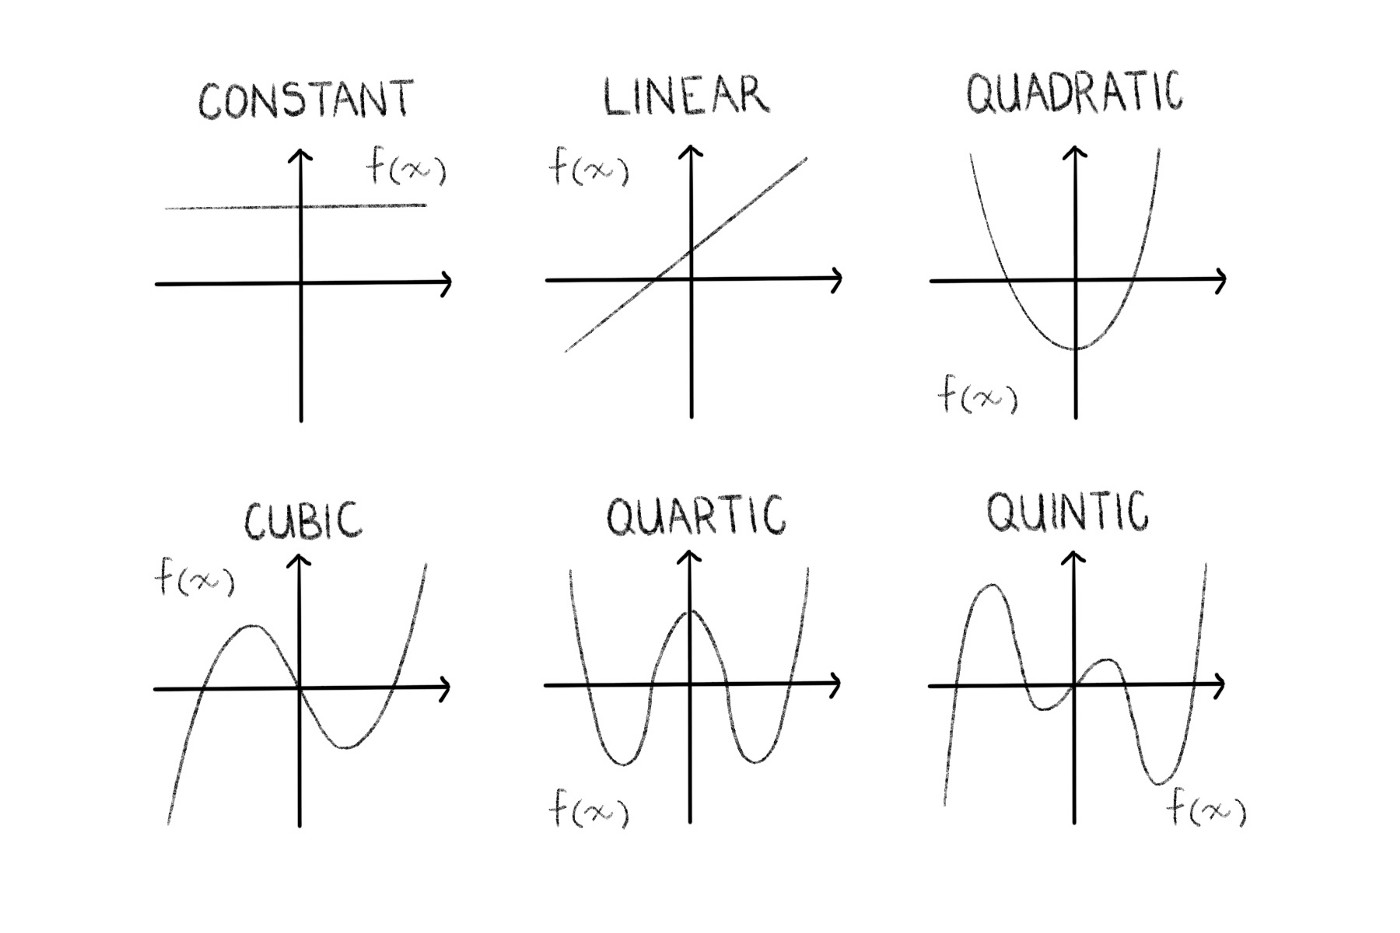 CONSTANT
f(x)
LINEAR
f(x)
QUADRATIC
f(x)
CUBIC
f(x)
QUARTIC
f(x)
QUINTIC
f(x)